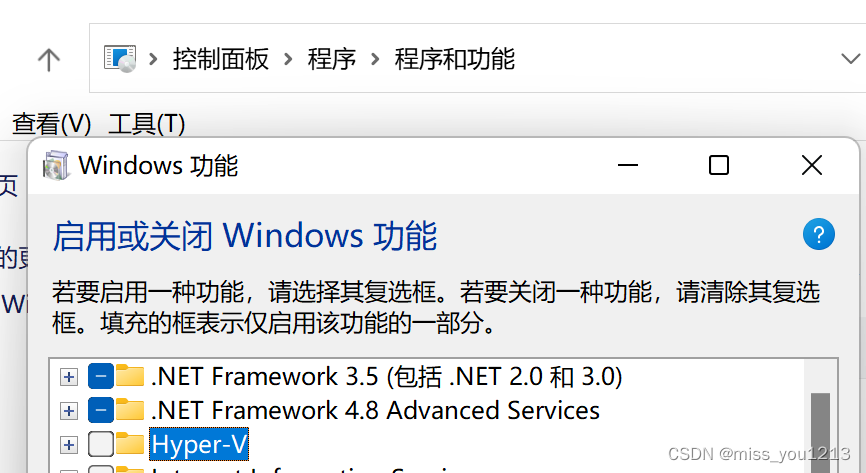 控制面板 > 程序 > 程序和功能
查看(V) 工具(T)
Windows 功能
页
启用或关闭 Windows 功能
?
的更
若要启用一种功能，请选择其复选框。若要关闭一种功能，请清除其复选
Wi
框。填充的框表示仅启用该功能的一部分。
.NET Framework 3.5 (包括 .NET 2.0 和 3.0)
.NET Framework 4.8 Advanced Services
Hyper-V
CSDN @miss_you1213